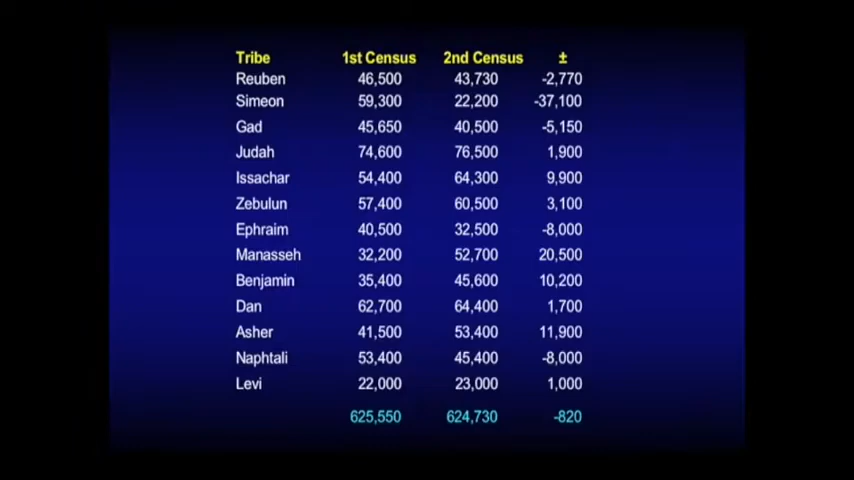 Tribe 1st Census 2nd Census ±
Reuben 46,500 43,730 -2,770
Simeon 59,300 22,200 -37,100
Gad 45,650 40,500 -5,150
Judah 74,600 76,500 1,900
Issachar 54,400 64,300 9,900
Zebulun 57,400 60,500 3,100
Ephraim 40,500 32,500 -8,000
Manasseh 32,200 52,700 20,500
Benjamin 35,400 45,600 10,200
Dan 62,700 64,400 1,700
Asher 41,500 53,400 11,900
Naphtali 53,400 45,400 -8,000
Levi 22,000 23,000 1,000
625,550 624,730 -820